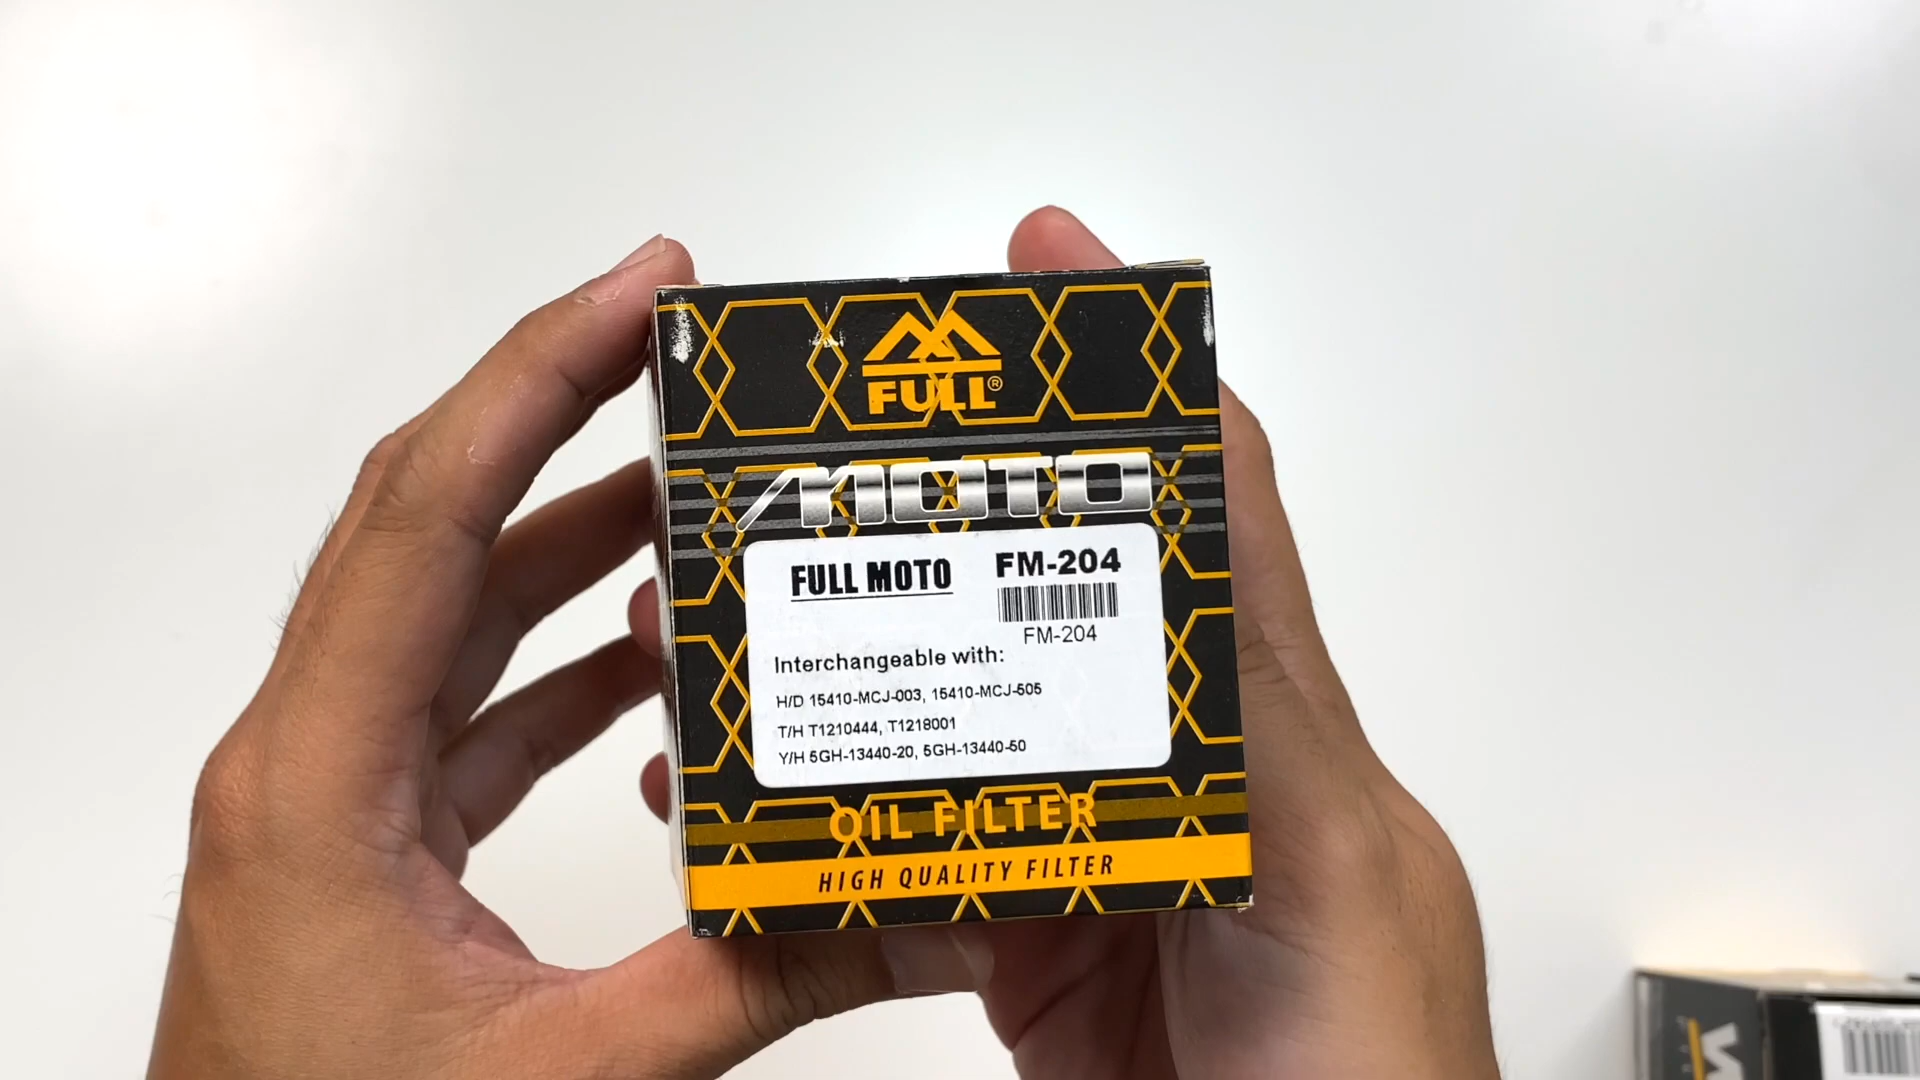 FULL®
MOTO
FULL MOTO FM-204
FM-204
Interchangeable with:
H/D 15410-MCJ-003, 15410-MCJ-505
T/H T1210444, T1218001
Y/H 5GH-13440-20, 5GH-13440-50
OIL FILTER
HIGH QUALITY FILTER